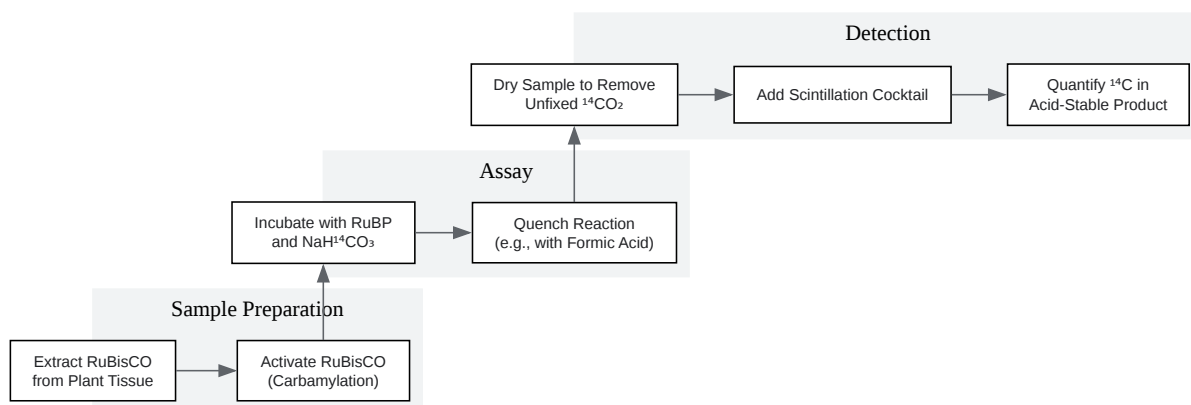 Detection
Dry Sample to Remove
Unfixed ¹⁴CO₂
Add Scintillation Cocktail
Quantify ¹⁴C in
Acid-Stable Product
Assay
Incubate with RuBP
and NaH¹⁴CO₃
Quench Reaction
(e.g., with Formic Acid)
Sample Preparation
Extract RuBisCO
from Plant Tissue
Activate RuBisCO
(Carbamylation)